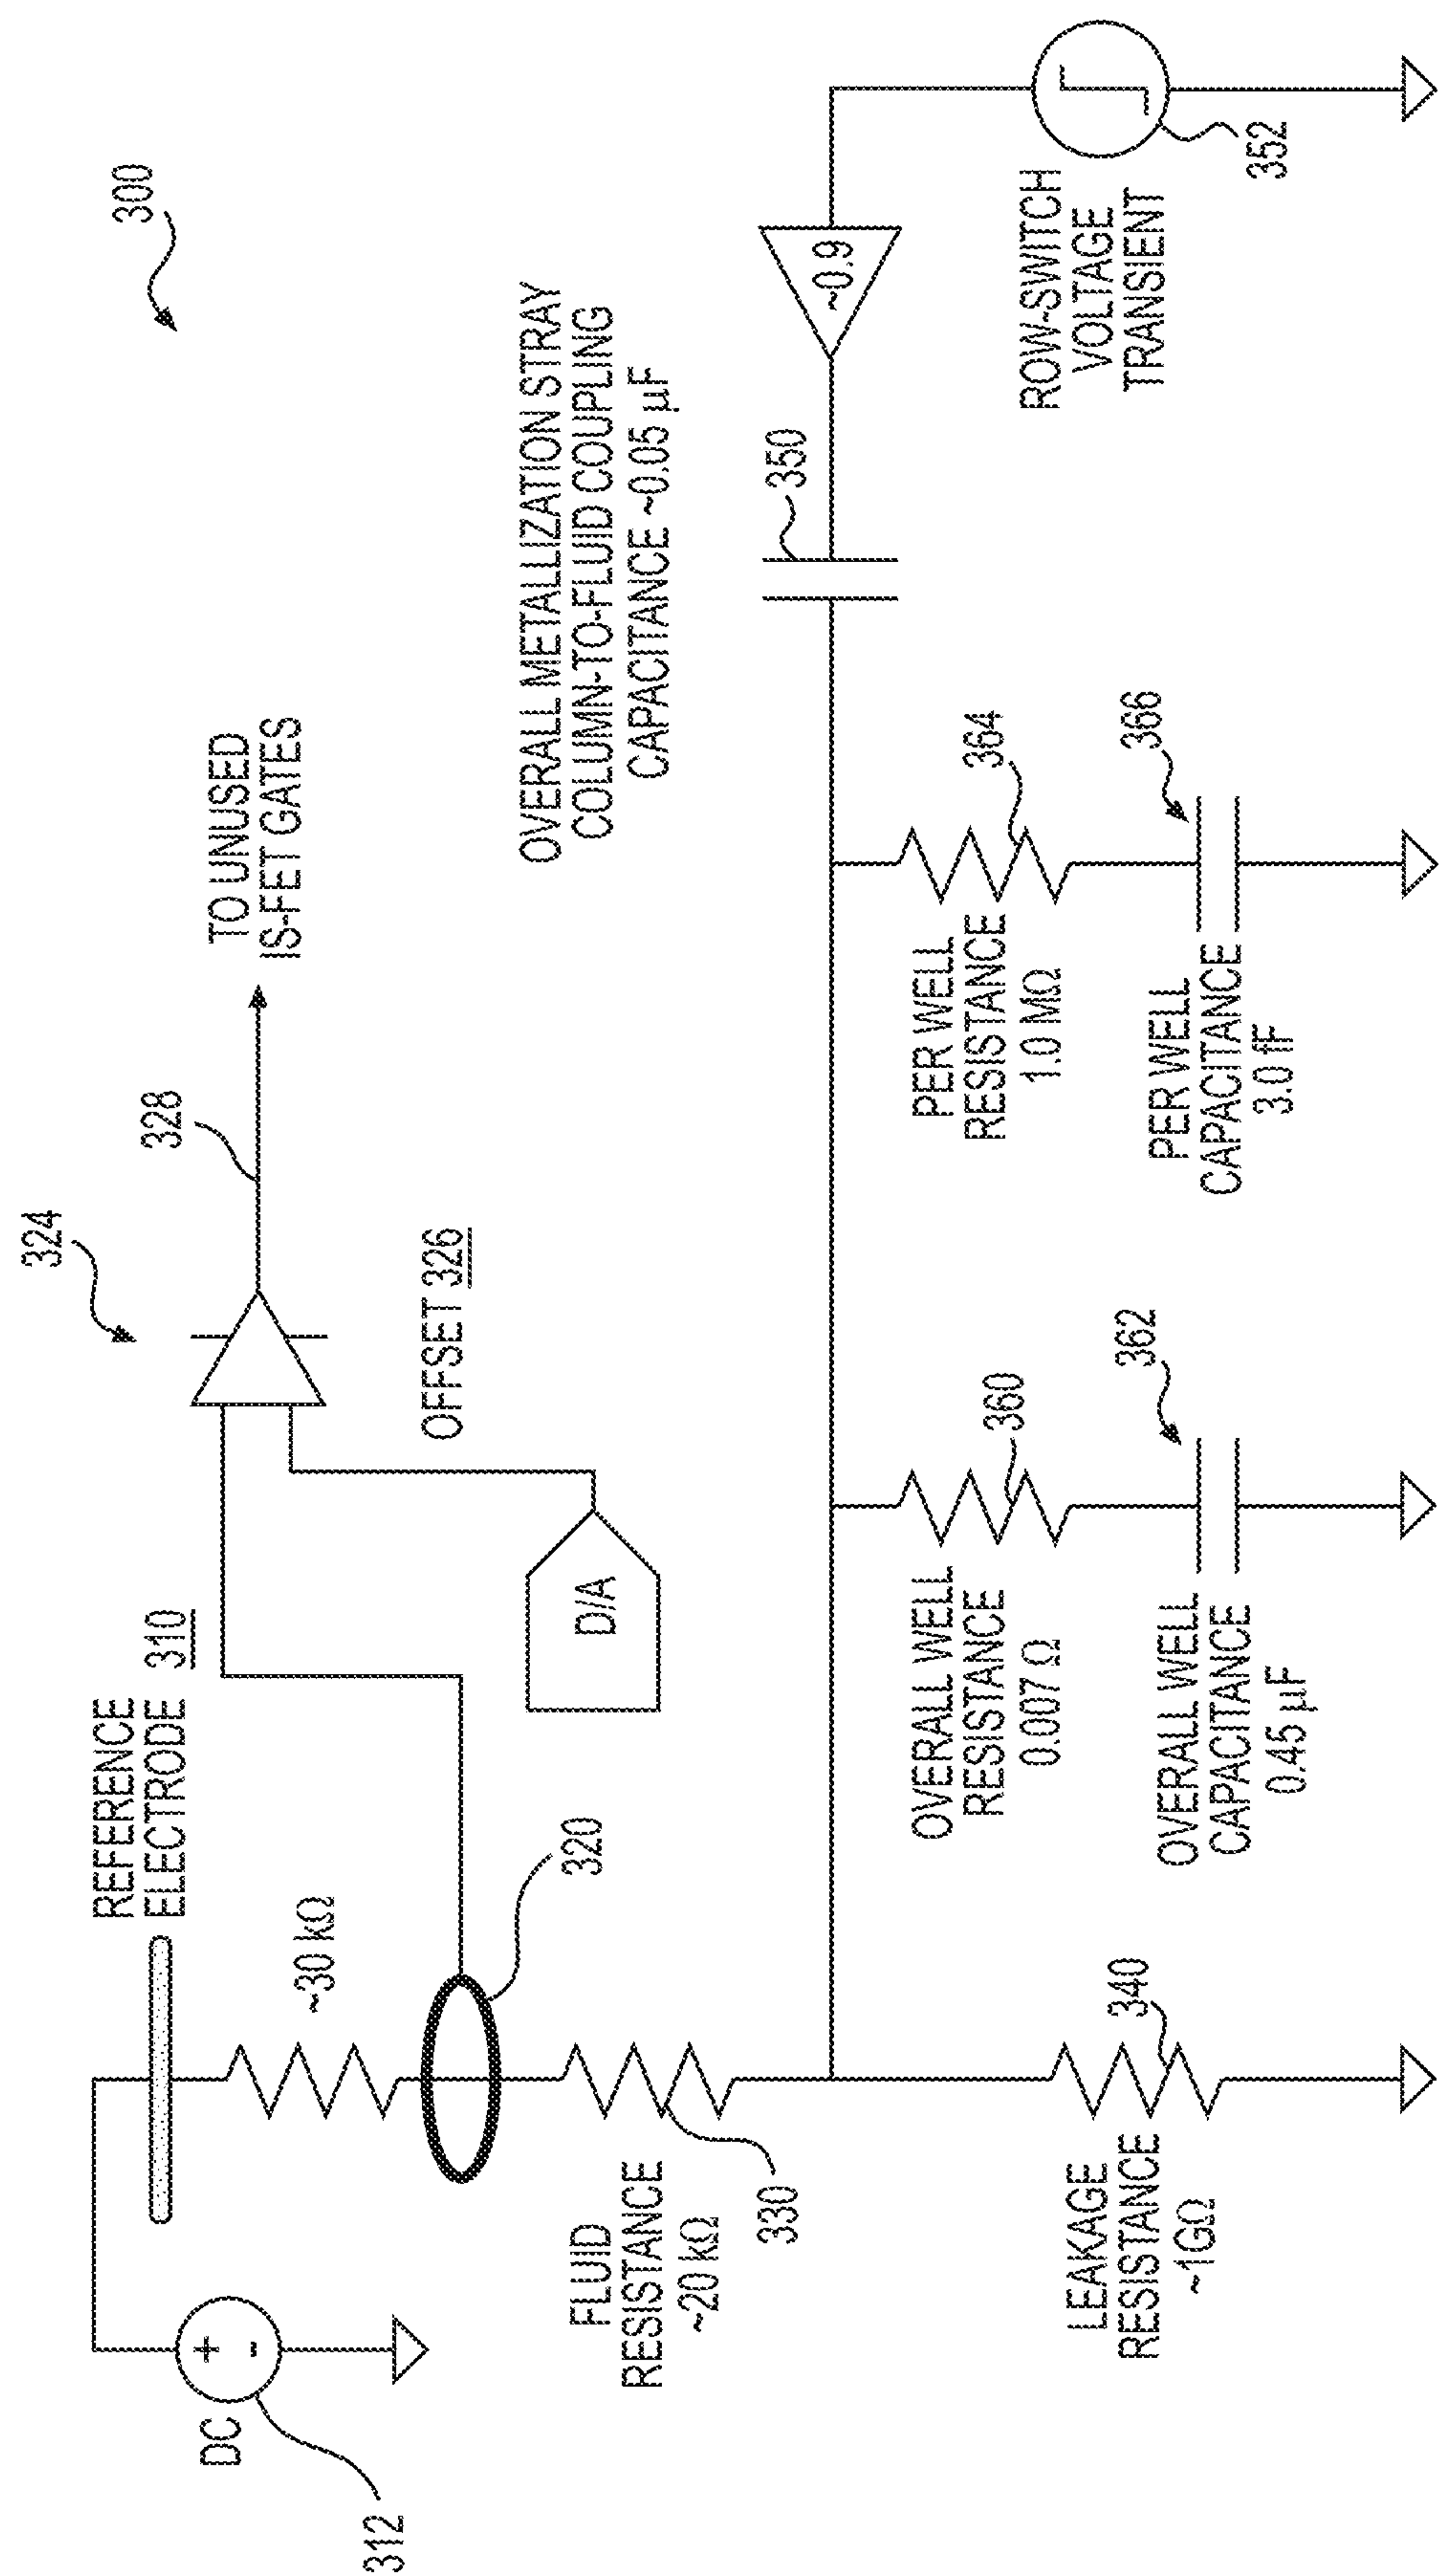 300
REFERENCE
ELECTRODE 310
DC
+
-
312
~30 kΩ
320
324
328
TO UNUSED
IS-FET GATES
OFFSET 326
D/A
FLUID
RESISTANCE
~20 kΩ
330
OVERALL METALLIZATION STRAY
COLUMN-TO-FLUID COUPLING
CAPACITANCE ~0.05 µF
350
~0.9
ROW-SWITCH
VOLTAGE
TRANSIENT
352
LEAKAGE
RESISTANCE
~1GΩ
340
OVERALL WELL
RESISTANCE
0.007 Ω
360
OVERALL WELL
CAPACITANCE
0.45 µF
362
PER WELL
RESISTANCE
1.0 MΩ
364
PER WELL
CAPACITANCE
3.0 fF
366